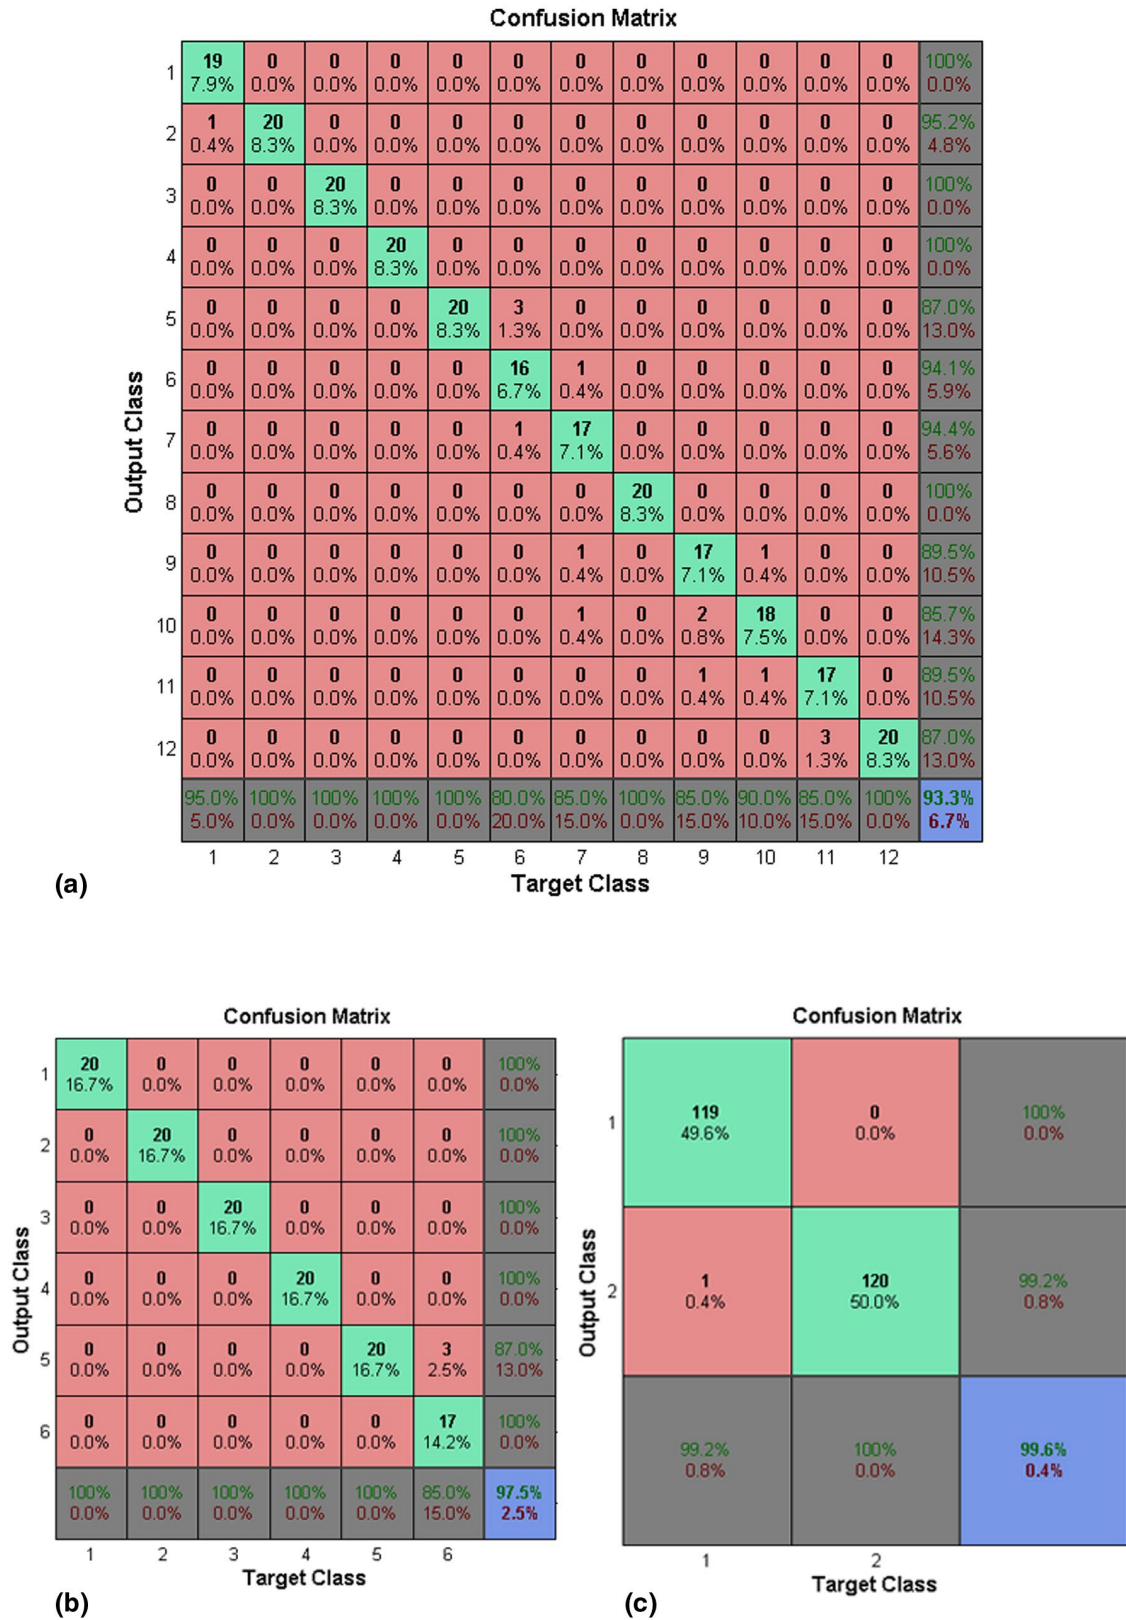 Confusion Matrix
1 19 0 0 0 0 0 0 0 0 0 0 0 100%
7.9% 0.0% 0.0% 0.0% 0.0% 0.0% 0.0% 0.0% 0.0% 0.0% 0.0% 0.0% 0.0%
2 1 20 0 0 0 0 0 0 0 0 0 0 95.2%
0.4% 8.3% 0.0% 0.0% 0.0% 0.0% 0.0% 0.0% 0.0% 0.0% 0.0% 0.0% 4.8%
3 0 0 20 0 0 0 0 0 0 0 0 0 100%
0.0% 0.0% 8.3% 0.0% 0.0% 0.0% 0.0% 0.0% 0.0% 0.0% 0.0% 0.0% 0.0%
4 0 0 0 20 0 0 0 0 0 0 0 0 100%
0.0% 0.0% 0.0% 8.3% 0.0% 0.0% 0.0% 0.0% 0.0% 0.0% 0.0% 0.0% 0.0%
5 0 0 0 0 20 3 0 0 0 0 0 0 87.0%
0.0% 0.0% 0.0% 0.0% 8.3% 1.3% 0.0% 0.0% 0.0% 0.0% 0.0% 0.0% 13.0%
6 0 0 0 0 0 16 1 0 0 0 0 0 94.1%
0.0% 0.0% 0.0% 0.0% 0.0% 6.7% 0.4% 0.0% 0.0% 0.0% 0.0% 0.0% 5.9%
7 0 0 0 0 0 1 17 0 0 0 0 0 94.4%
0.0% 0.0% 0.0% 0.0% 0.0% 0.4% 7.1% 0.0% 0.0% 0.0% 0.0% 0.0% 5.6%
8 0 0 0 0 0 0 0 20 0 0 0 0 100%
0.0% 0.0% 0.0% 0.0% 0.0% 0.0% 0.0% 8.3% 0.0% 0.0% 0.0% 0.0% 0.0%
9 0 0 0 0 0 0 1 0 17 1 0 0 89.5%
0.0% 0.0% 0.0% 0.0% 0.0% 0.0% 0.4% 0.0% 7.1% 0.4% 0.0% 0.0% 10.5%
10 0 0 0 0 0 0 1 0 2 18 0 0 85.7%
0.0% 0.0% 0.0% 0.0% 0.0% 0.0% 0.4% 0.0% 0.8% 7.5% 0.0% 0.0% 14.3%
11 0 0 0 0 0 0 0 0 1 1 17 0 89.5%
0.0% 0.0% 0.0% 0.0% 0.0% 0.0% 0.0% 0.0% 0.4% 0.4% 7.1% 0.0% 10.5%
12 0 0 0 0 0 0 0 0 0 0 3 20 87.0%
0.0% 0.0% 0.0% 0.0% 0.0% 0.0% 0.0% 0.0% 0.0% 0.0% 1.3% 8.3% 13.0%
95.0% 100% 100% 100% 100% 80.0% 85.0% 100% 85.0% 90.0% 85.0% 100% 93.3%
5.0% 0.0% 0.0% 0.0% 0.0% 20.0% 15.0% 0.0% 15.0% 10.0% 15.0% 0.0% 6.7%
1 2 3 4 5 6 7 8 9 10 11 12
Output Class
Target Class
(a)
Confusion Matrix
1 20 0 0 0 0 0 100%
16.7% 0.0% 0.0% 0.0% 0.0% 0.0% 0.0%
2 0 20 0 0 0 0 100%
0.0% 16.7% 0.0% 0.0% 0.0% 0.0% 0.0%
3 0 0 20 0 0 0 100%
0.0% 0.0% 16.7% 0.0% 0.0% 0.0% 0.0%
4 0 0 0 20 0 0 100%
0.0% 0.0% 0.0% 16.7% 0.0% 0.0% 0.0%
5 0 0 0 0 20 3 87.0%
0.0% 0.0% 0.0% 0.0% 16.7% 2.5% 13.0%
6 0 0 0 0 0 17 100%
0.0% 0.0% 0.0% 0.0% 0.0% 14.2% 0.0%
100% 100% 100% 100% 100% 85.0% 97.5%
0.0% 0.0% 0.0% 0.0% 0.0% 15.0% 2.5%
1 2 3 4 5 6
Output Class
Target Class
(b)
Confusion Matrix
1 119 0 100%
49.6% 0.0% 0.0%
2 1 120 99.2%
0.4% 50.0% 0.8%
99.2% 100% 99.6%
0.8% 0.0% 0.4%
1 2
Output Class
Target Class
(c)